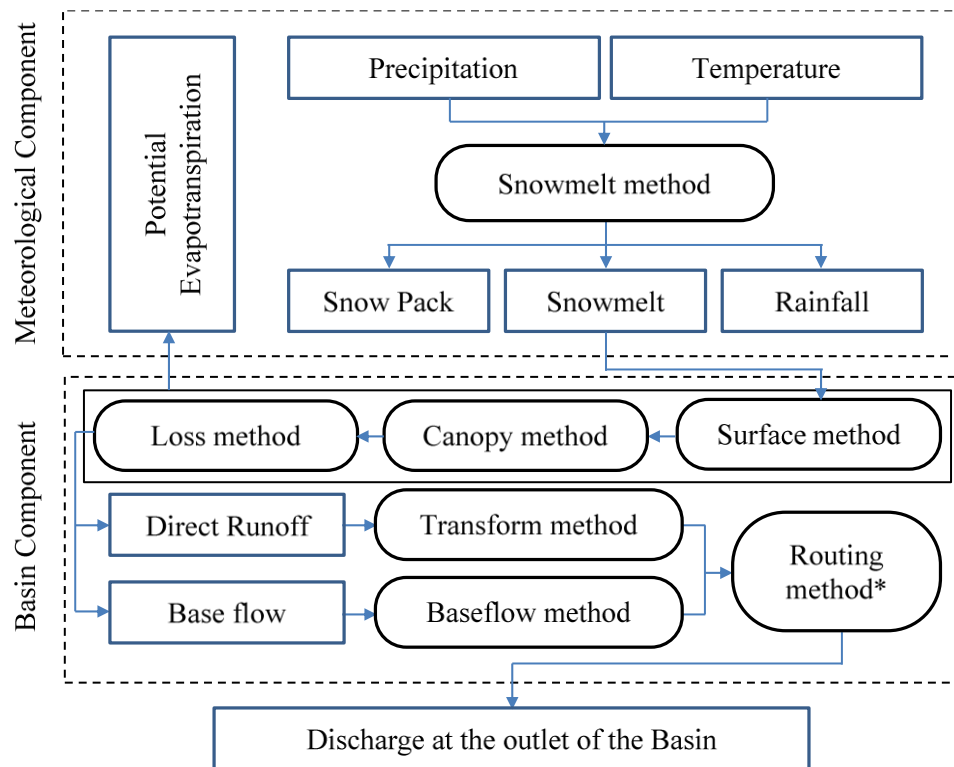 Meteorological Component
Potential
Evapotranspiration
Precipitation
Temperature
Snowmelt method
Snow Pack
Snowmelt
Rainfall
Basin Component
Loss method
Canopy method
Surface method
Direct Runoff
Transform method
Routing
method*
Base flow
Baseflow method
Discharge at the outlet of the Basin